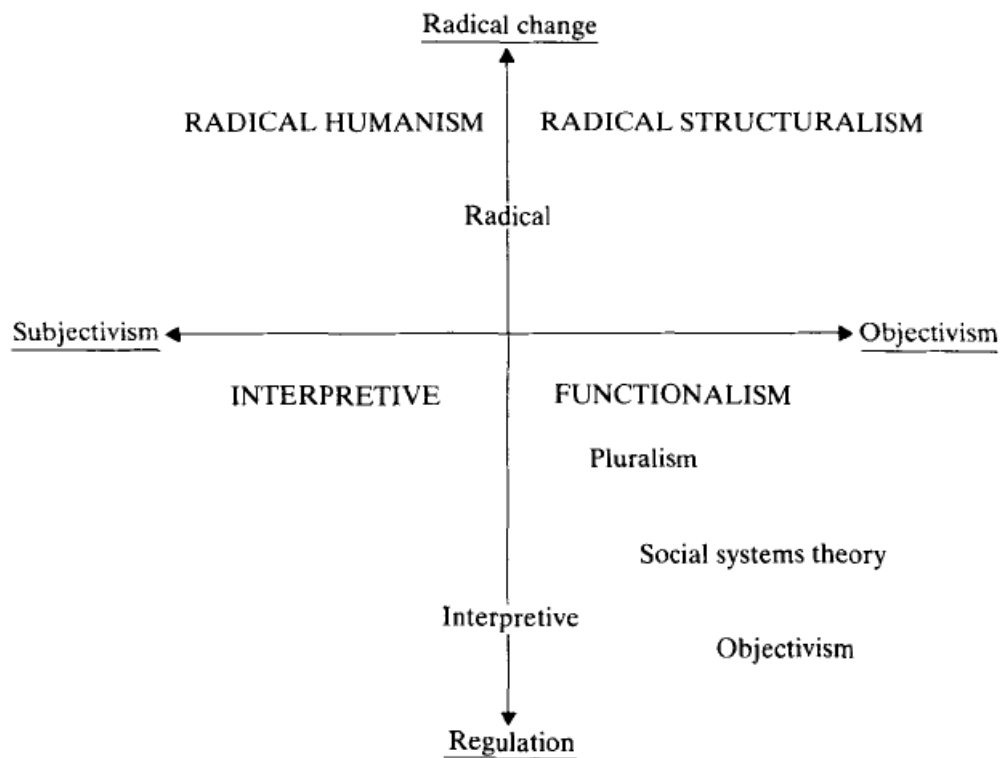 Radical change
RADICAL HUMANISM
RADICAL STRUCTURALISM
Radical
Subjectivism
Objectivism
INTERPRETIVE
FUNCTIONALISM
Pluralism
Social systems theory
Interpretive
Objectivism
Regulation